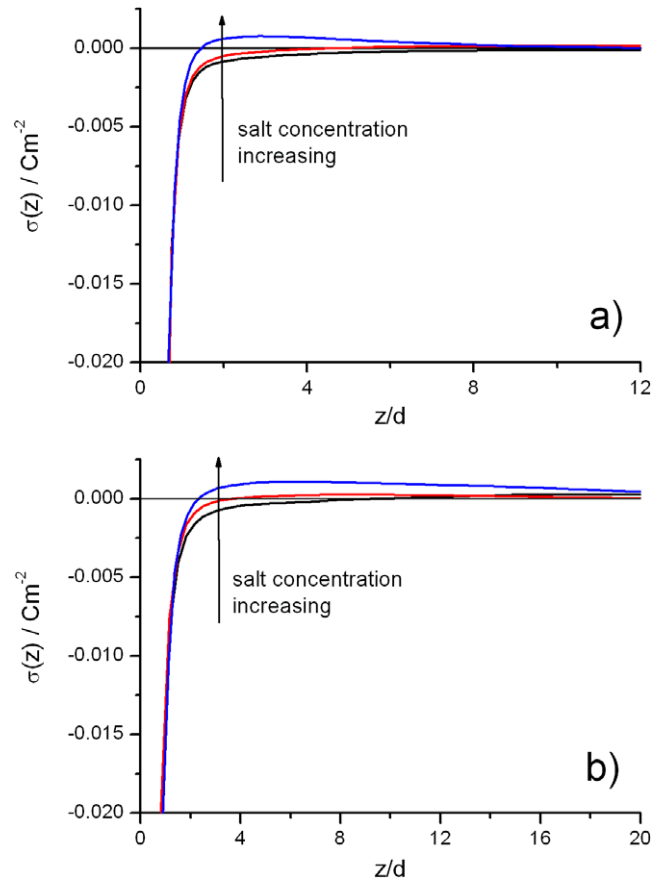 0.000
-0.005
-0.010
-0.015
-0.020
σ(z) / Cm⁻²
salt concentration
increasing
a)
0
4
8
12
z/d
0.000
-0.005
-0.010
-0.015
-0.020
σ(z) / Cm⁻²
salt concentration
increasing
b)
0
4
8
12
16
20
z/d